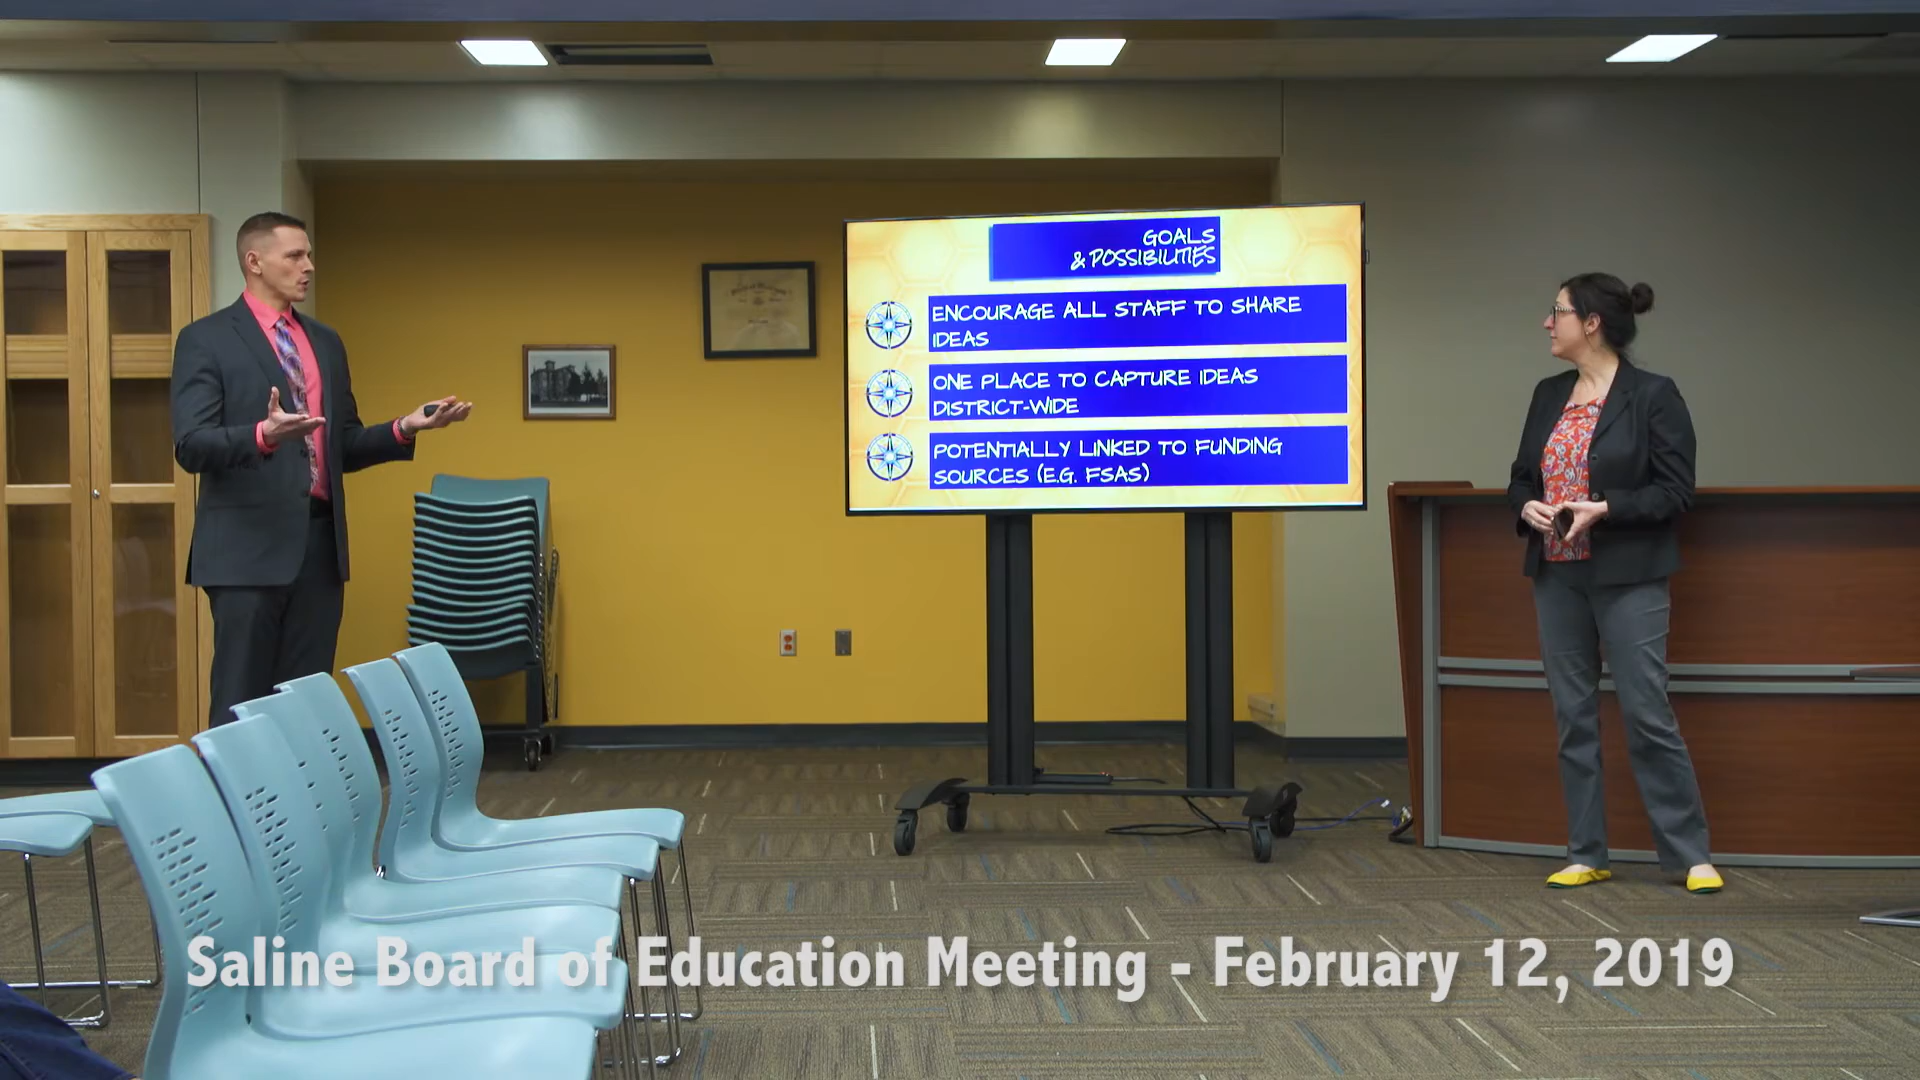 GOALS
& POSSIBILITIES
ENCOURAGE ALL STAFF TO SHARE
IDEAS
ONE PLACE TO CAPTURE IDEAS
DISTRICT-WIDE
POTENTIALLY LINKED TO FUNDING
SOURCES (E.G. FSAS)
Saline Board of Education Meeting - February 12, 2019